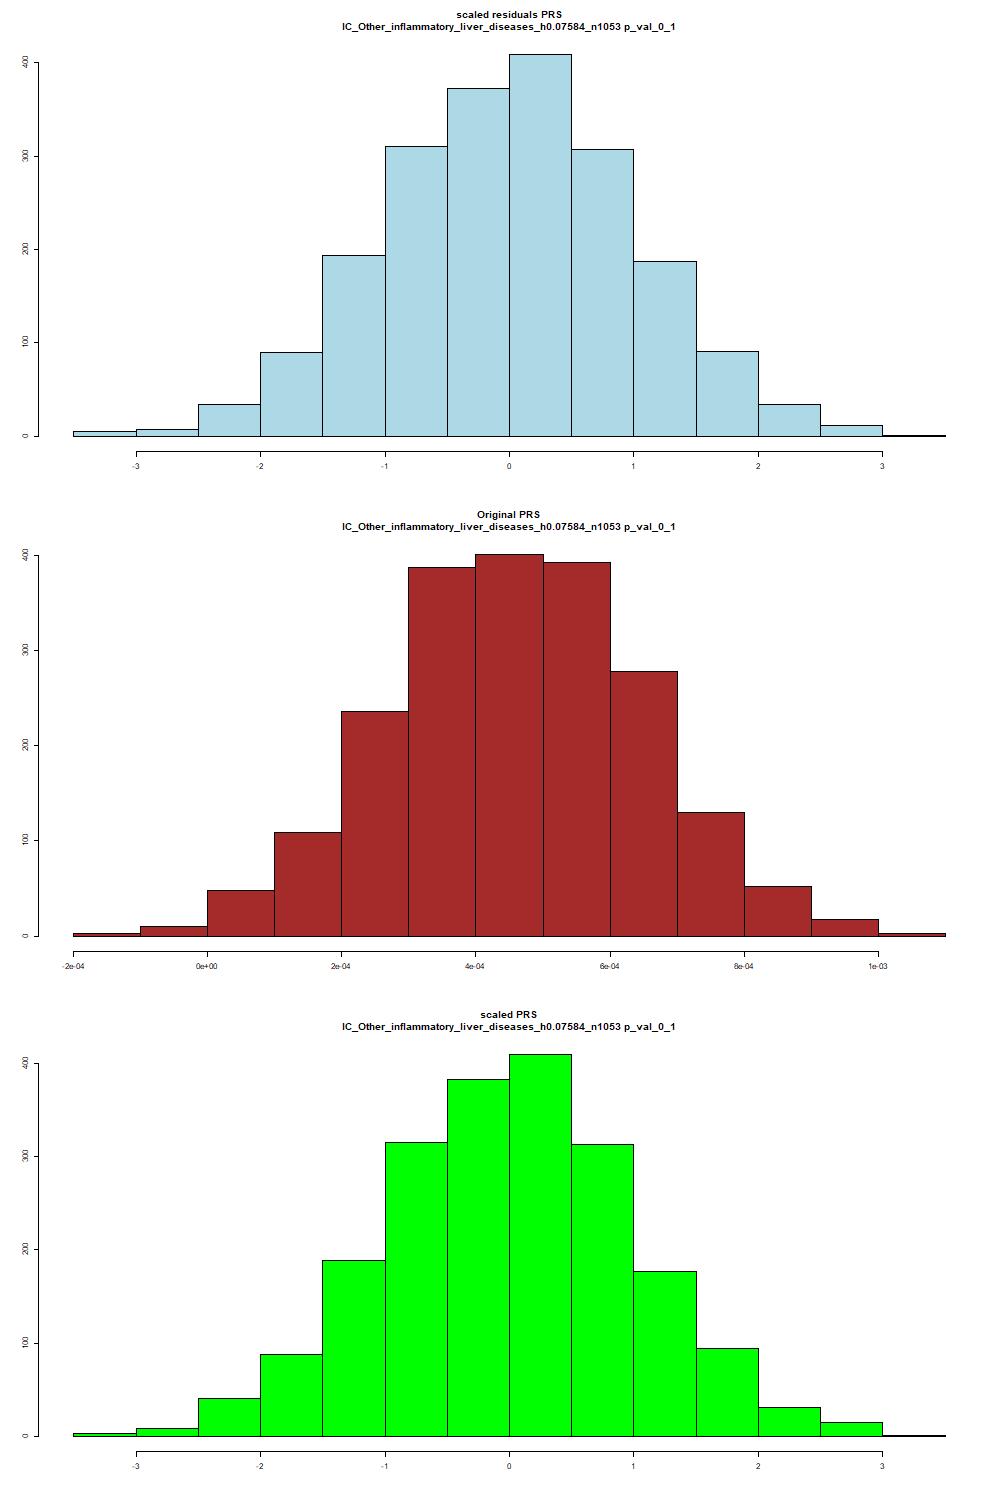 scaled residuals PRS
IC_Other_inflammatory_liver_diseases_h0.07584_n1053 p_val_0_1
400
300
200
100
0
-3 -2 -1 0 1 2 3
Original PRS
IC_Other_inflammatory_liver_diseases_h0.07584_n1053 p_val_0_1
400
300
200
100
0
-2e-04 0e+00 2e-04 4e-04 6e-04 8e-04 1e-03
scaled PRS
IC_Other_inflammatory_liver_diseases_h0.07584_n1053 p_val_0_1
400
300
200
100
0
-3 -2 -1 0 1 2 3